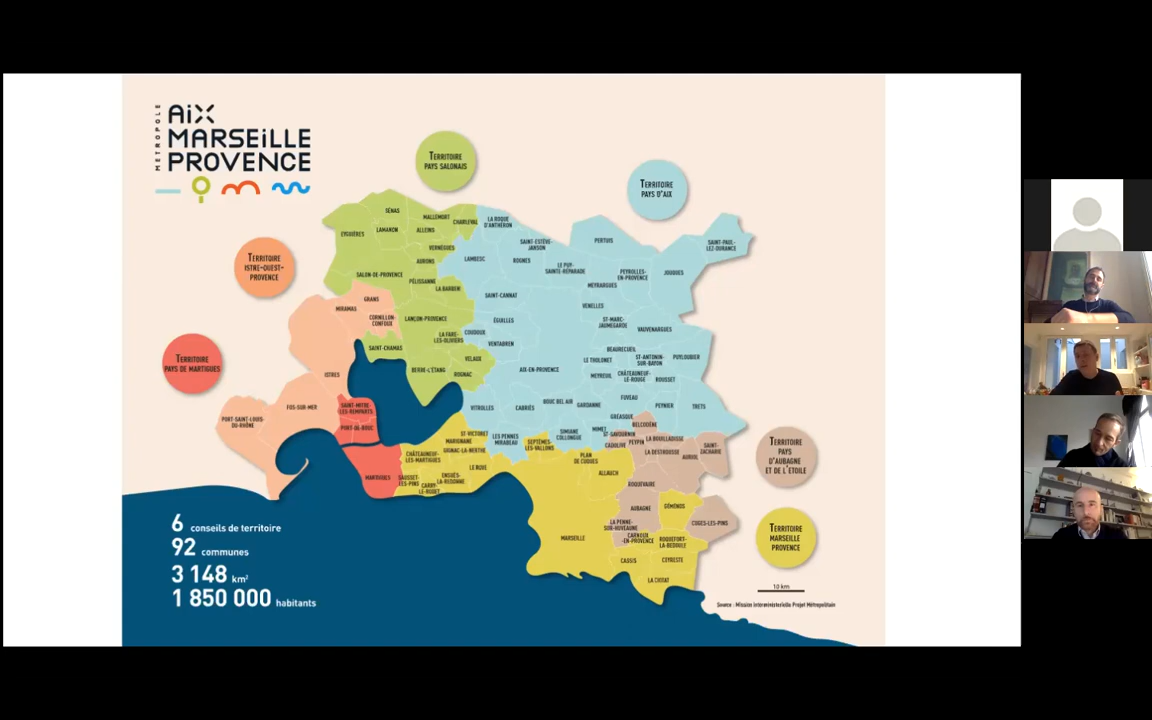 MÉTROPOLE
AiX
MARSEILLE
PROVENCE
TERRITOIRE
PAYS SALONAIS
TERRITOIRE
PAYS D'AIX
TERRITOIRE
ISTRE-OUEST-
PROVENCE
TERRITOIRE
PAYS DE MARTIGUES
SÉNAS
MALLEMORT
CHARLEVAL
LA ROQUE
D'ANTHÉRON
EYGUIÈRES
LAMANON
ALLEINS
VERNÈGUES
AURONS
LAMBESC
SAINT-ESTÈVE-
JANSON
ROGNES
LE PUY-
SAINTE-RÉPARADE
PERTUIS
SAINT-PAUL-
LEZ-DURANCE
SALON-DE-PROVENCE
PÉLISSANNE
LA BARBEN
PEYROLLES-
EN-PROVENCE
JOUQUES
MEYRARGUES
GRANS
MIRAMAS
CORNILLON-
CONFOUX
LANÇON-PROVENCE
SAINT-CANNAT
VENELLES
ÉGUILLES
ST-MARC-
JAUMEGARDE
VAUVENARGUES
LA FARE-
LES-OLIVIERS
COUDOUX
VENTABREN
SAINT-CHAMAS
VELAUX
BERRE-L'ÉTANG
ROGNAC
BEAURECUEIL
LE THOLONET
ST-ANTONIN-
SUR-BAYON
PUYLOUBIER
AIX-EN-PROVENCE
MEYREUIL
CHÂTEAUNEUF-
LE-ROUGE
ROUSSET
ISTRES
FOS-SUR-MER
PORT-SAINT-LOUIS-
DU-RHÔNE
SAINT-MITRE-
LES-REMPARTS
PORT-DE-BOUC
VITROLLES
CABRIÈS
BOUC BEL AIR
GARDANNE
FUVEAU
PEYNIER
TRETS
GRÉASQUE
BELCODÈNE
MIMET
ST-SAVOURNIN
LA BOUILLADISSE
CADOLIVE
PEYPIN
LA DESTROUSSE
AURIOL
SAINT-
ZACHARIE
SIMIANE
COLLONGUE
SEPTÈMES-
LES-VALLONS
LES PENNES
MIRABEAU
ST-VICTORET
MARIGNANE
GIGNAC-LA-NERTHE
CHÂTEAUNEUF-
LES-MARTIGUES
LE ROVE
MARTIGUES
SAUSSET-
LES-PINS
ENSUÈS-
LA-REDONNE
CARRY-
LE-ROUET
PLAN
DE CUQUES
ALLAUCH
ROQUEVAIRE
AUBAGNE
GÉMENOS
CUGES-LES-PINS
LA PENNE-
SUR-HUVEAUNE
CARNOUX
-EN-PROVENCE
ROQUEFORT-
LA-BEDOULE
MARSEILLE
CASSIS
CEYRESTE
LA CIOTAT
TERRITOIRE
PAYS
D'AUBAGNE
ET DE L'ETOILE
TERRITOIRE
MARSEILLE
PROVENCE
6 conseils de territoire
92 communes
3 148 km²
1 850 000 habitants
10 km
Source : Mission Interministérielle Projet Métropolitain